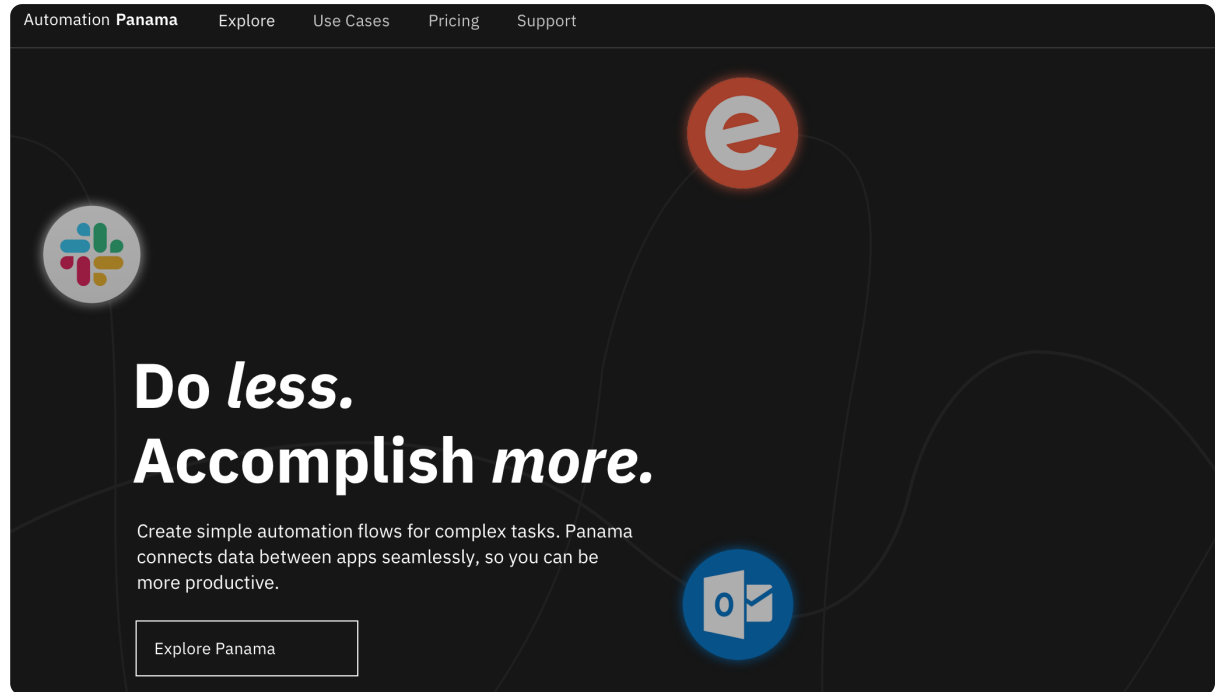 Automation Panama Explore Use Cases Pricing Support
Do less.
Accomplish more.
Create simple automation flows for complex tasks. Panama
connects data between apps seamlessly, so you can be
more productive.
Explore Panama